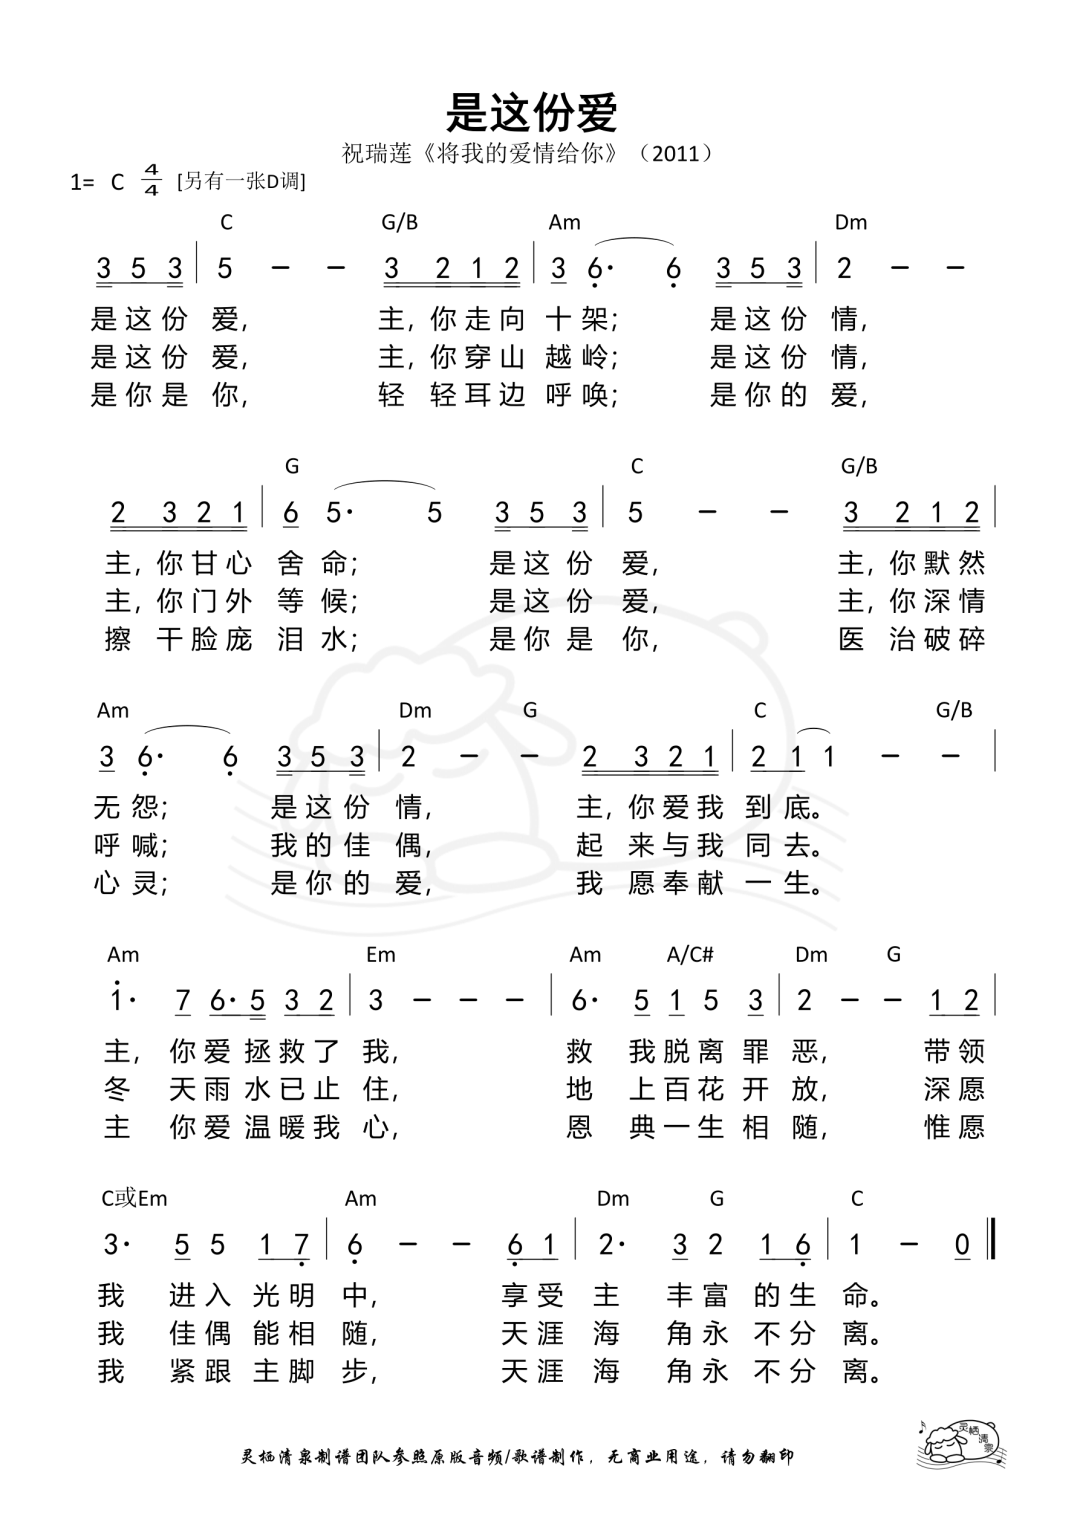 是这份爱
祝瑞莲《将我的爱情给你》（2011）
1= C 4/4 [另有一张D调]
C G/B Am Dm
3 5 3 | 5 － － 3 2 1 2 | 3 6· 6 3 5 3 | 2 － －
是这份 爱， 主，你走向 十架； 是这份 情，
是这份 爱， 主，你穿山 越岭； 是这份 情，
是你是 你， 轻 轻耳边 呼唤； 是你的 爱，
G C G/B
2 3 2 1 | 6 5· 5 3 5 3 | 5 － － 3 2 1 2 |
主，你甘心 舍命； 是这份 爱， 主，你默然
主，你门外 等候； 是这份 爱， 主，你深情
擦 干脸庞 泪水； 是你是 你， 医 治破碎
Am Dm G C G/B
3 6· 6 3 5 3 | 2 － － 2 3 2 1 | 2 1 1 － － |
无怨； 是这份 情， 主，你爱我 到底。
呼喊； 我的佳 偶， 起 来与我 同去。
心灵； 是你的 爱， 我 愿奉献 一生。
Am Em Am A/C# Dm G
1· 7 6· 5 3 2 | 3 － － － | 6· 5 1 5 3 | 2 － － 1 2 |
主，你爱拯救了 我， 救 我脱离罪 恶， 带领
冬 天雨水已止 住， 地 上百花开 放， 深愿
主 你爱温暖我 心， 恩 典一生相 随， 惟愿
C或Em Am Dm G C
3· 5 5 1 7 | 6 － － 6 1 | 2· 3 2 1 6 | 1 － 0
我 进入光明 中， 享受 主 丰富的生 命。
我 佳偶能相 随， 天涯 海 角永不分 离。
我 紧跟主脚 步， 天涯 海 角永不分 离。
灵栖清泉
灵栖清泉制谱团队参照原版音频/歌谱制作，无商业用途，请勿翻印